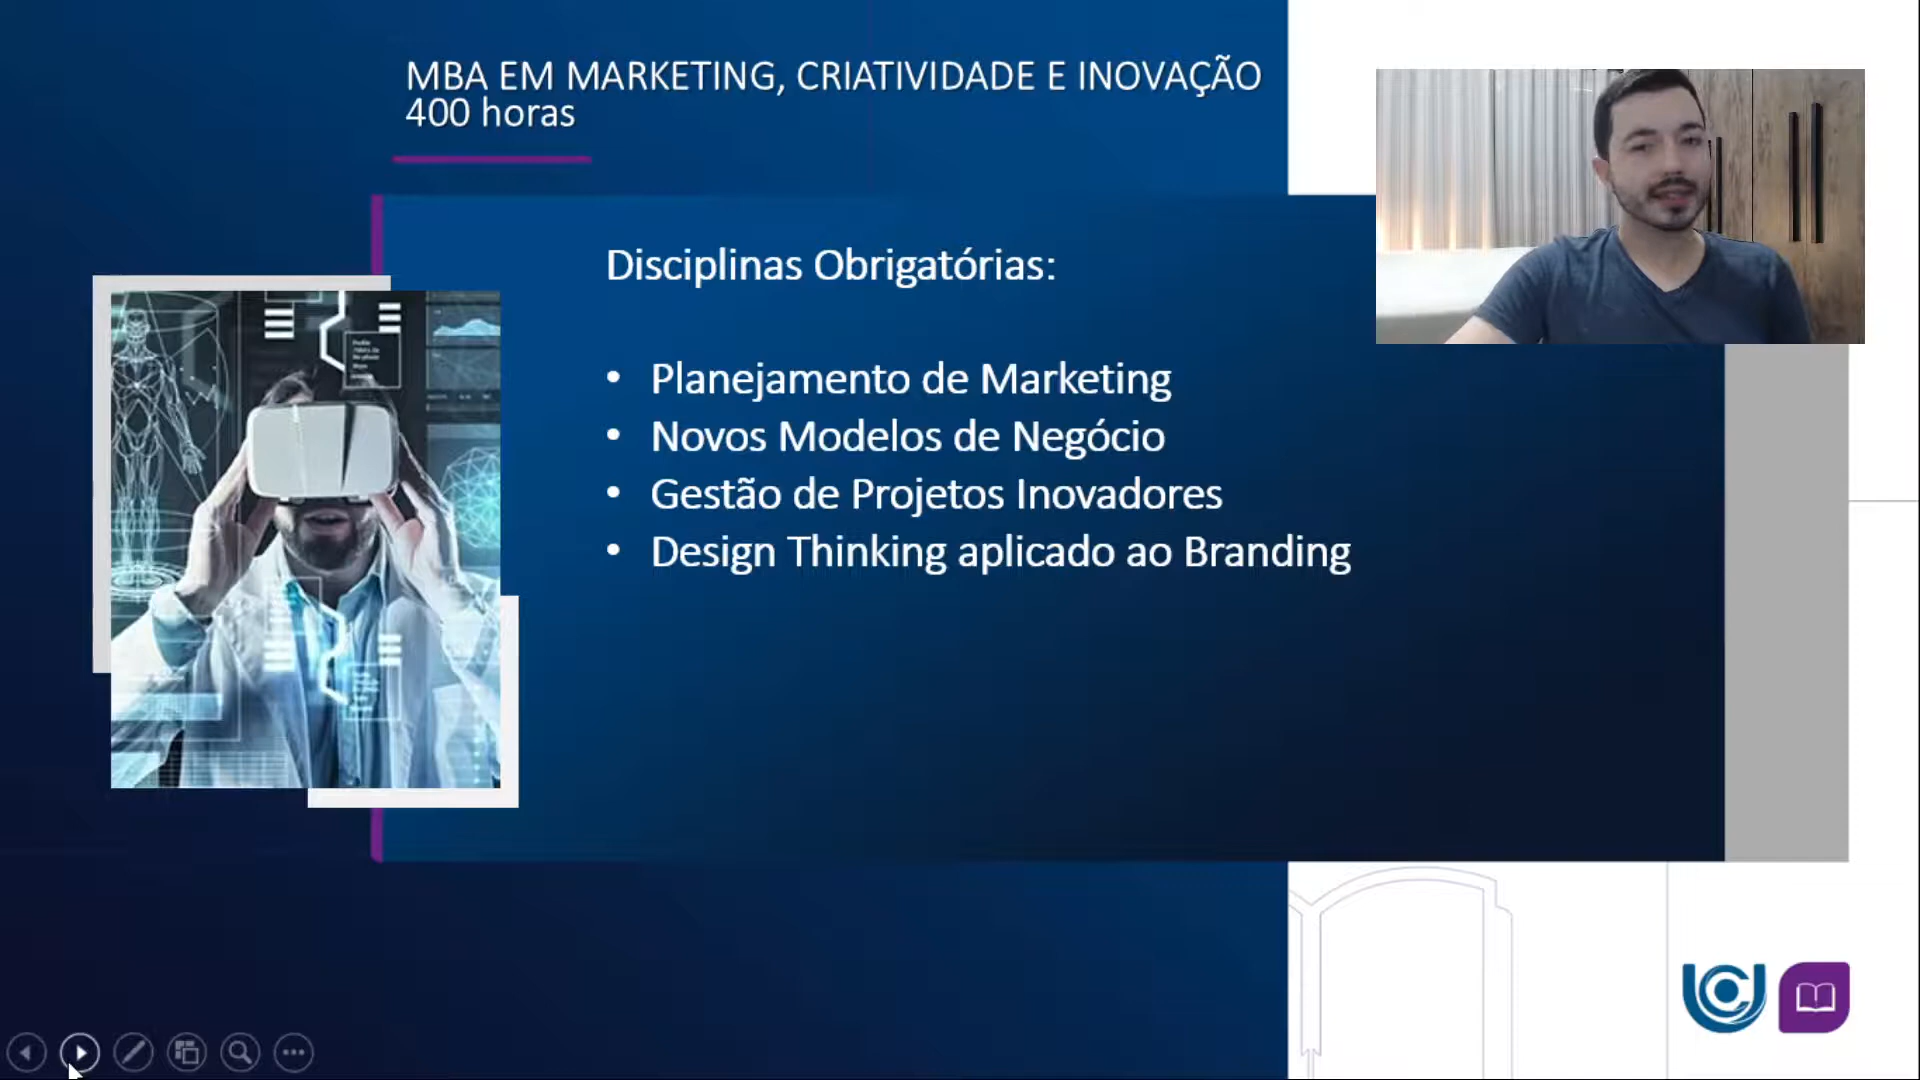 MBA EM MARKETING, CRIATIVIDADE E INOVAÇÃO
400 horas
Disciplinas Obrigatórias:
• Planejamento de Marketing
• Novos Modelos de Negócio
• Gestão de Projetos Inovadores
• Design Thinking aplicado ao Branding